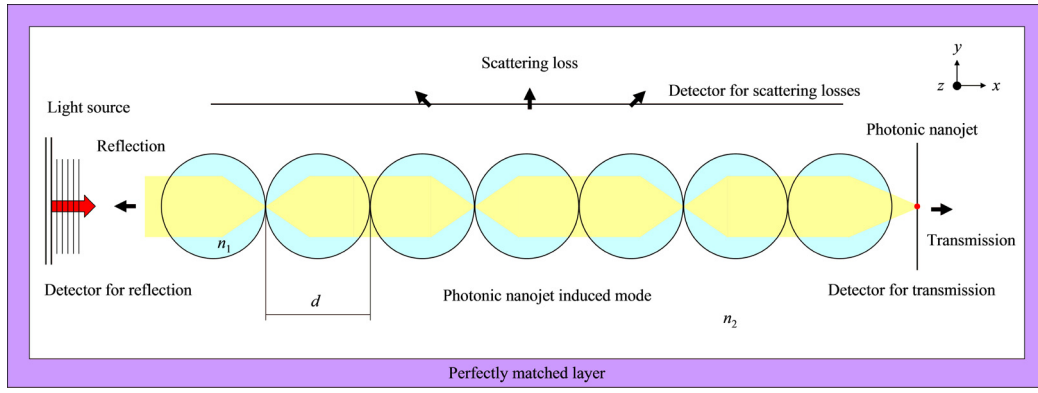 Scattering loss
y
z
x
Detector for scattering losses
Light source
Photonic nanojet
Reflection
n1
Transmission
Detector for reflection
d
Photonic nanojet induced mode
Detector for transmission
n2
Perfectly matched layer